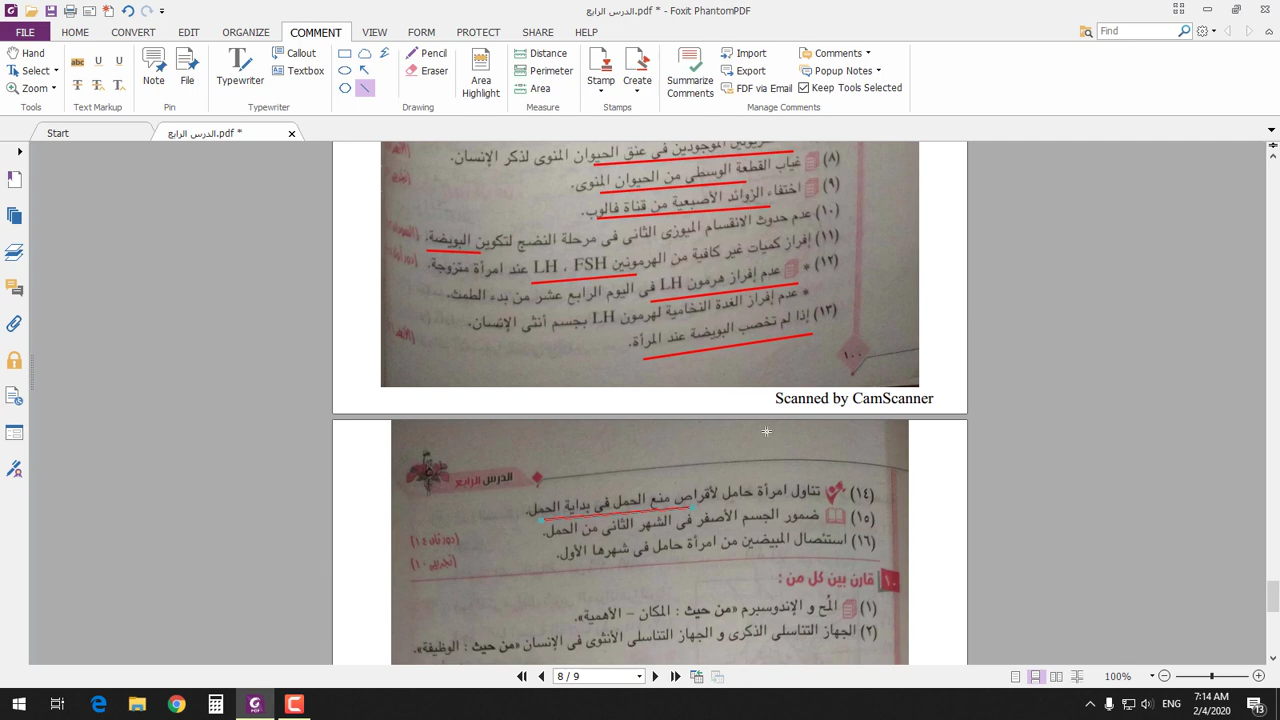 الدرس الرابع.pdf * - Foxit PhantomPDF
FILE HOME CONVERT EDIT ORGANIZE COMMENT VIEW FORM PROTECT SHARE HELP
Find
Hand
Select
Zoom
Tools
Text Markup
Note
File
Pin
Typewriter
Callout
Textbox
Typewriter
Pencil
Eraser
Drawing
Area Highlight
Distance
Perimeter
Area
Measure
Stamp
Create
Stamps
Summarize Comments
Import
Export
FDF via Email
Comments
Popup Notes
Keep Tools Selected
Manage Comments
Start
الدرس الرابع.pdf *
الموجودين فى عنق الحيوان المنوى لذكر الإنسان.
(٨) غياب القطعة الوسطى من الحيوان المنوى.
(٩) اختفاء الزوائد الأصبعية من قناة فالوب.
(١٠) عدم حدوث الانقسام الميوزى الثانى فى مرحلة النضج لتكوين البويضة.
(١١) إفراز كميات غير كافية من الهرمونين LH ، FSH عند امرأة متزوجة.
(١٢) * عدم إفراز هرمون LH فى اليوم الرابع عشر من بدء الطمث.
* عدم إفراز الغدة النخامية لهرمون LH بجسم أنثى الإنسان.
(١٣) إذا لم تخصب البويضة عند المرأة.
١٠٠
Scanned by CamScanner
الدرس الرابع
(١٤) تناول امرأة حامل لأقراص منع الحمل فى بداية الحمل.
(١٥) ضمور الجسم الأصفر فى الشهر الثانى من الحمل.
(دور ثان ١٤)
(١٦) استئصال المبيضين من امرأة حامل فى شهرها الأول.
(تجريبى ١٠)
١٠ قارن بين كل من :
(١) المُح و الإندوسبرم «من حيث : المكان – الأهمية».
(٢) الجهاز التناسلى الذكرى و الجهاز التناسلى الأنثوى فى الإنسان «من حيث : الوظيفة».
8 / 9
100%
ENG
7:14 AM
2/4/2020
13